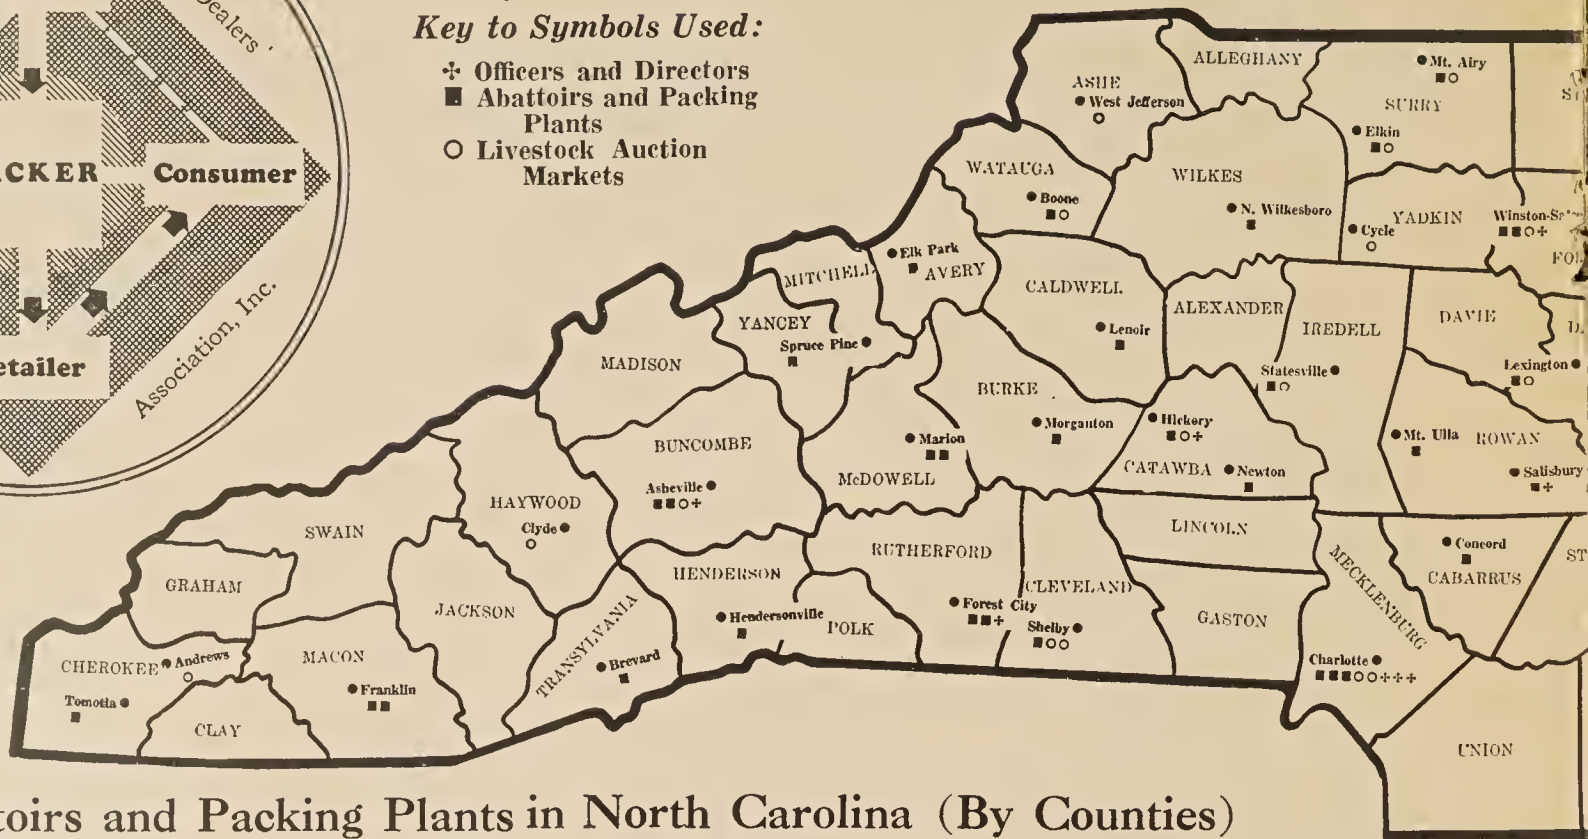 Dealers'
Key to Symbols Used:
✢ Officers and Directors
■ Abattoirs and Packing
Plants
○ Livestock Auction
Markets
CKER
Consumer
etailer
Association, Inc.
ALLEGHANY
ASHE
West Jefferson
Mt. Airy
SURRY
Elkin
WATAUGA
Boone
WILKES
N. Wilkesboro
Cycle
YADKIN
Winston-Sa
Elk Park
AVERY
MITCHELL
CALDWELL
Lenoir
ALEXANDER
IREDELL
Statesville
DAVIE
Lexington
YANCEY
Spruce Pine
MADISON
BURKE
Morganton
Hickory
CATAWBA
Newton
Mt. Ulla
ROWAN
Salisbury
BUNCOMBE
Asheville
Marion
McDOWELL
HAYWOOD
Clyde
SWAIN
GRAHAM
JACKSON
HENDERSON
Hendersonville
TRANSYLVANIA
Brevard
POLK
RUTHERFORD
Forest City
CLEVELAND
Shelby
LINCOLN
GASTON
MECKLENBURG
Charlotte
Concord
CABARRUS
ST
CHEROKEE
Andrews
Tomotla
CLAY
MACON
Franklin
UNION
toirs and Packing Plants in North Carolina (By Counties)